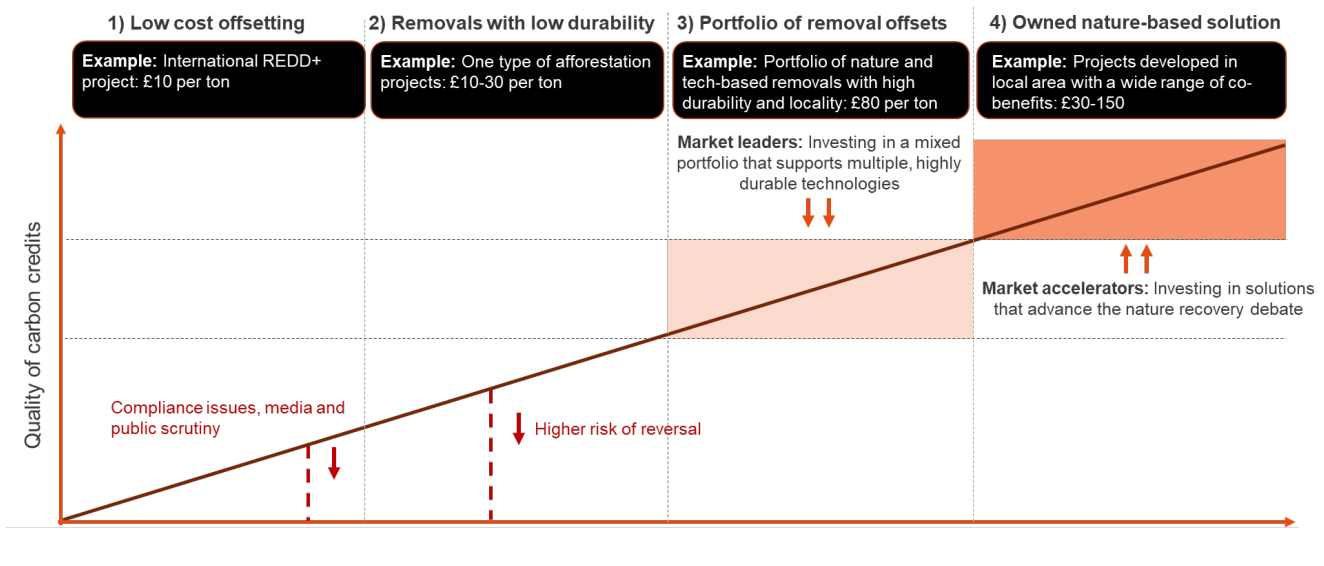 1) Low cost offsetting
2) Removals with low durability
3) Portfolio of removal offsets
4) Owned nature-based solution
Example: International REDD+
project: £10 per ton
Example: One type of afforestation
projects: £10-30 per ton
Example: Portfolio of nature and
tech-based removals with high
durability and locality: £80 per ton
Example: Projects developed in
local area with a wide range of co-
benefits: £30-150
Market leaders: Investing in a mixed
portfolio that supports multiple, highly
durable technologies
Market accelerators: Investing in solutions
that advance the nature recovery debate
Quality of carbon credits
Compliance issues, media and
public scrutiny
Higher risk of reversal